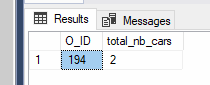 Results Messages
O_ID total_nb_cars
1 194 2